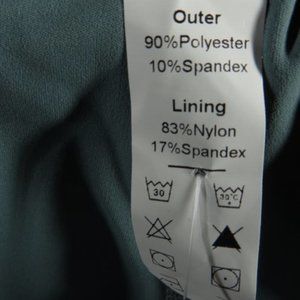 Outer
90%Polyester
10%Spandex
Lining
83%Nylon
17%Spandex
30 30°C